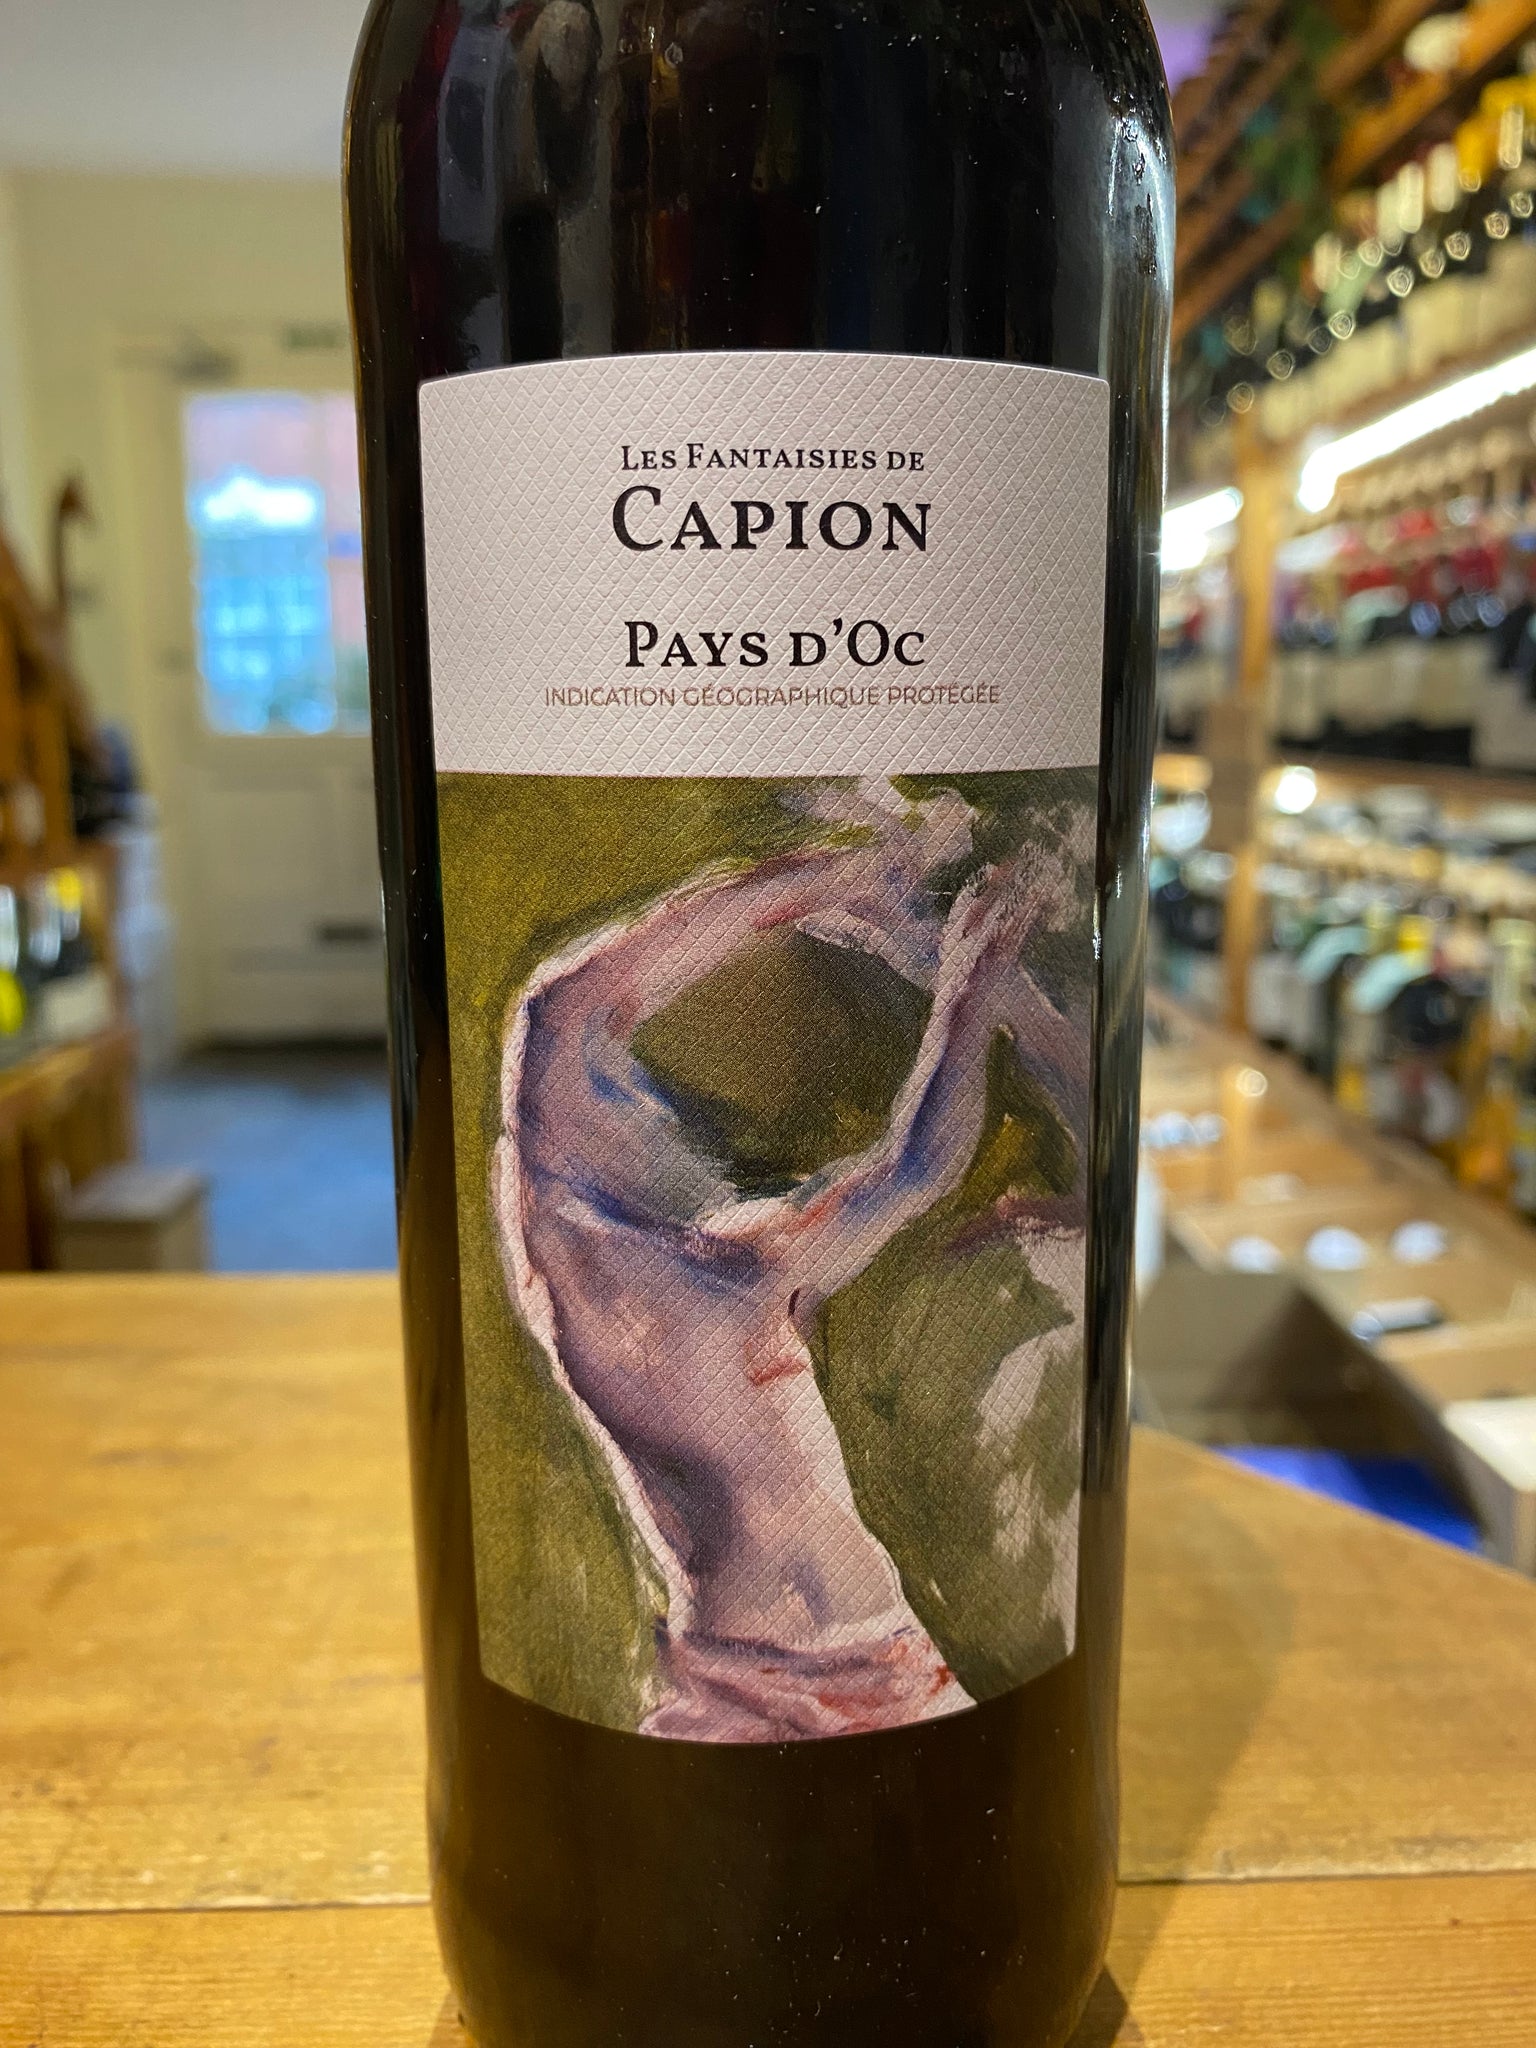 Les Fantaisies de
Capion
Pays d'Oc
INDICATION GÉOGRAPHIQUE PROTÉGÉE